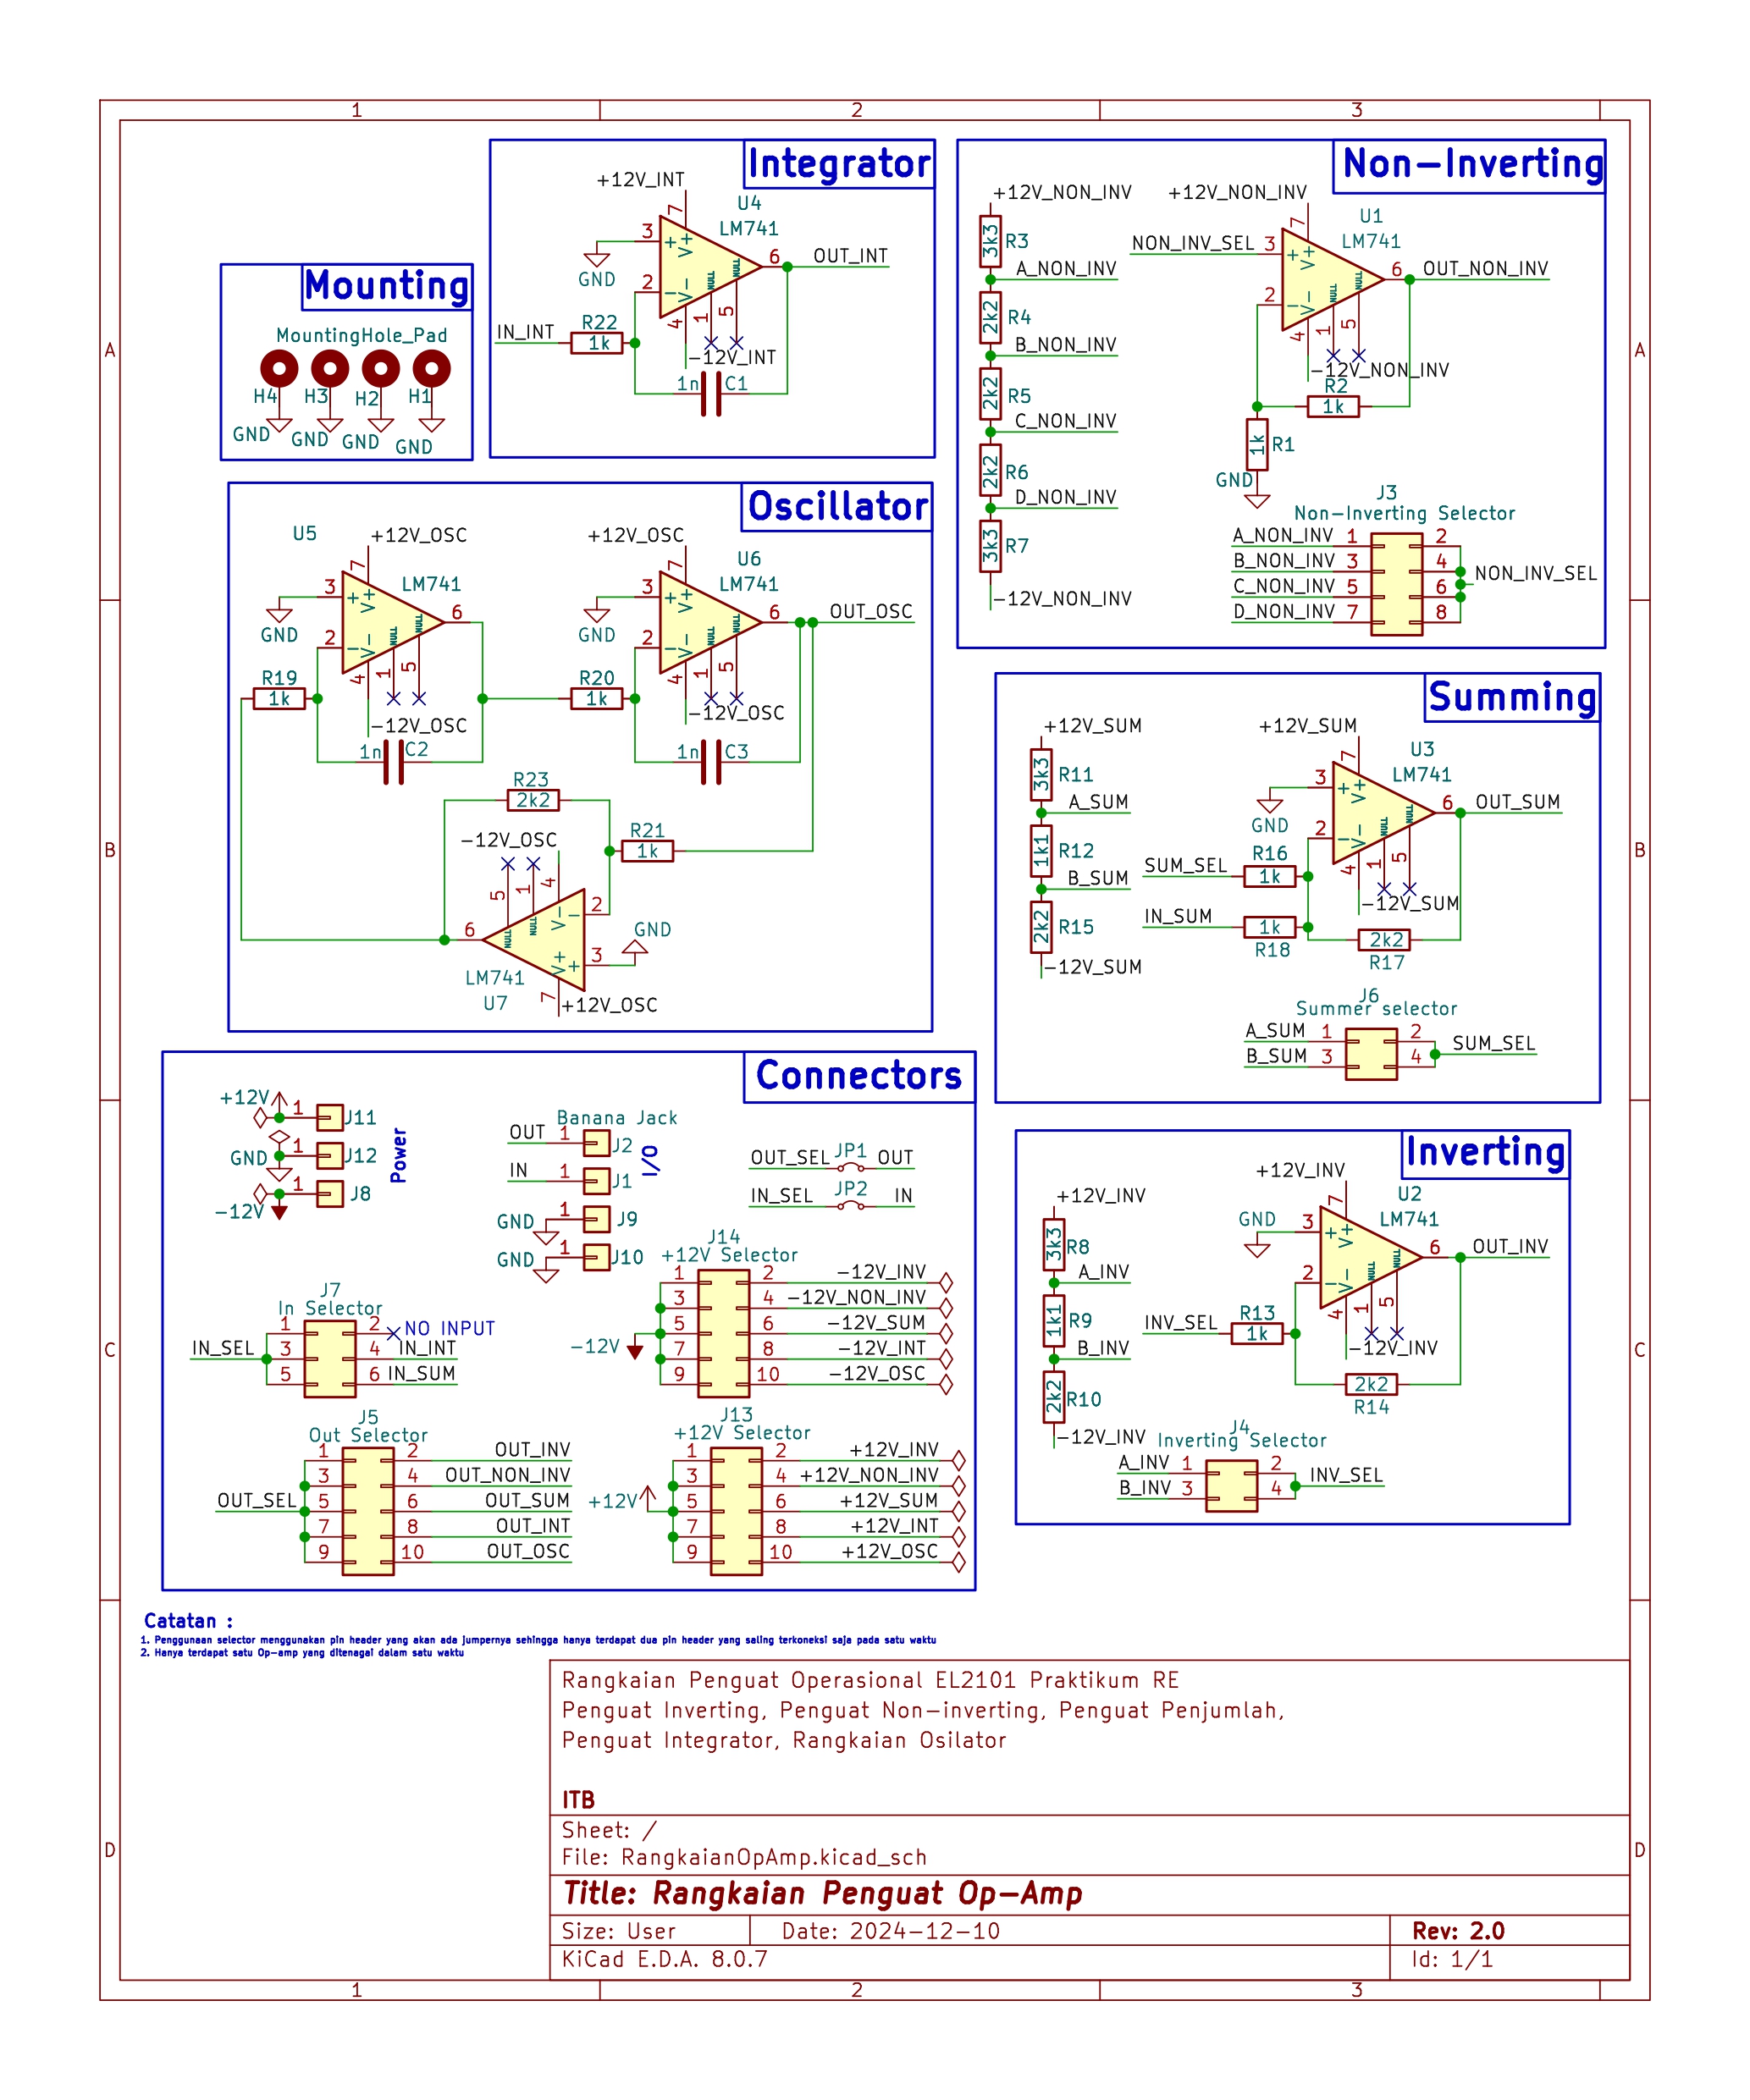 1
2
3
A
B
C
D
Integrator
+12V_INT
U4
LM741
7
3
+
V+
GND
2
-
V-
NULL
NULL
6
OUT_INT
4
1
5
IN_INT
R22
1k
-12V_INT
1n
C1
Mounting
MountingHole_Pad
H4
H3
H2
H1
GND
GND
GND
GND
Non-Inverting
+12V_NON_INV
R3
3k3
A_NON_INV
R4
2k2
B_NON_INV
R5
2k2
C_NON_INV
R6
2k2
D_NON_INV
R7
3k3
-12V_NON_INV
+12V_NON_INV
U1
LM741
NON_INV_SEL
3
+
V+
7
2
-
V-
NULL
NULL
6
OUT_NON_INV
4
1
5
-12V_NON_INV
R2
1k
R1
1k
GND
J3
Non-Inverting Selector
A_NON_INV 1 2
B_NON_INV 3 4
C_NON_INV 5 6
D_NON_INV 7 8
NON_INV_SEL
Oscillator
U5
+12V_OSC
LM741
7
3
+
V+
GND
2
-
V-
NULL
NULL
6
4
1
5
R19
1k
-12V_OSC
1n
C2
+12V_OSC
U6
LM741
7
3
+
V+
GND
2
-
V-
NULL
NULL
6
OUT_OSC
4
1
5
R20
1k
-12V_OSC
1n
C3
R23
2k2
R21
1k
-12V_OSC
5
1
4
NULL
NULL
V-
-
2
6
GND
3
+
V+
LM741
U7
7
+12V_OSC
Summing
+12V_SUM
R11
3k3
A_SUM
R12
1k1
B_SUM
R15
2k2
-12V_SUM
+12V_SUM
U3
LM741
7
3
+
V+
GND
2
-
V-
NULL
NULL
6
OUT_SUM
4
1
5
SUM_SEL
R16
1k
-12V_SUM
IN_SUM
1k
R18
2k2
R17
J6
Summer selector
A_SUM 1 2
B_SUM 3 4
SUM_SEL
Connectors
+12V
1
J11
GND
1
J12
-12V
1
J8
Power
Banana Jack
OUT
1
J2
IN
1
J1
GND
1
J9
GND
1
J10
I/O
OUT_SEL
JP1
OUT
IN_SEL
JP2
IN
J7
In Selector
1 2
NO INPUT
IN_SEL
3 4
IN_INT
5 6
IN_SUM
J14
+12V Selector
1 2 -12V_INV
3 4 -12V_NON_INV
-12V
5 6 -12V_SUM
7 8 -12V_INT
9 10 -12V_OSC
J5
Out Selector
1 2 OUT_INV
3 4 OUT_NON_INV
OUT_SEL
5 6 OUT_SUM
7 8 OUT_INT
9 10 OUT_OSC
J13
+12V Selector
1 2 +12V_INV
3 4 +12V_NON_INV
+12V
5 6 +12V_SUM
7 8 +12V_INT
9 10 +12V_OSC
Inverting
+12V_INV
R8
3k3
A_INV
R9
1k1
B_INV
R10
2k2
-12V_INV
+12V_INV
U2
LM741
7
GND
3
+
V+
2
-
V-
NULL
NULL
6
OUT_INV
4
1
5
INV_SEL
R13
1k
-12V_INV
2k2
R14
J4
Inverting Selector
A_INV 1 2
B_INV 3 4
INV_SEL
Catatan :
1. Penggunaan selector menggunakan pin header yang akan ada jumpernya sehingga hanya terdapat dua pin header yang saling terkoneksi saja pada satu waktu
2. Hanya terdapat satu Op-amp yang ditenagai dalam satu waktu
Rangkaian Penguat Operasional EL2101 Praktikum RE
Penguat Inverting, Penguat Non-inverting, Penguat Penjumlah,
Penguat Integrator, Rangkaian Osilator
ITB
Sheet: /
File: RangkaianOpAmp.kicad_sch
Title: Rangkaian Penguat Op-Amp
Size: User
Date: 2024-12-10
Rev: 2.0
KiCad E.D.A. 8.0.7
Id: 1/1
A
B
C
D
1
2
3